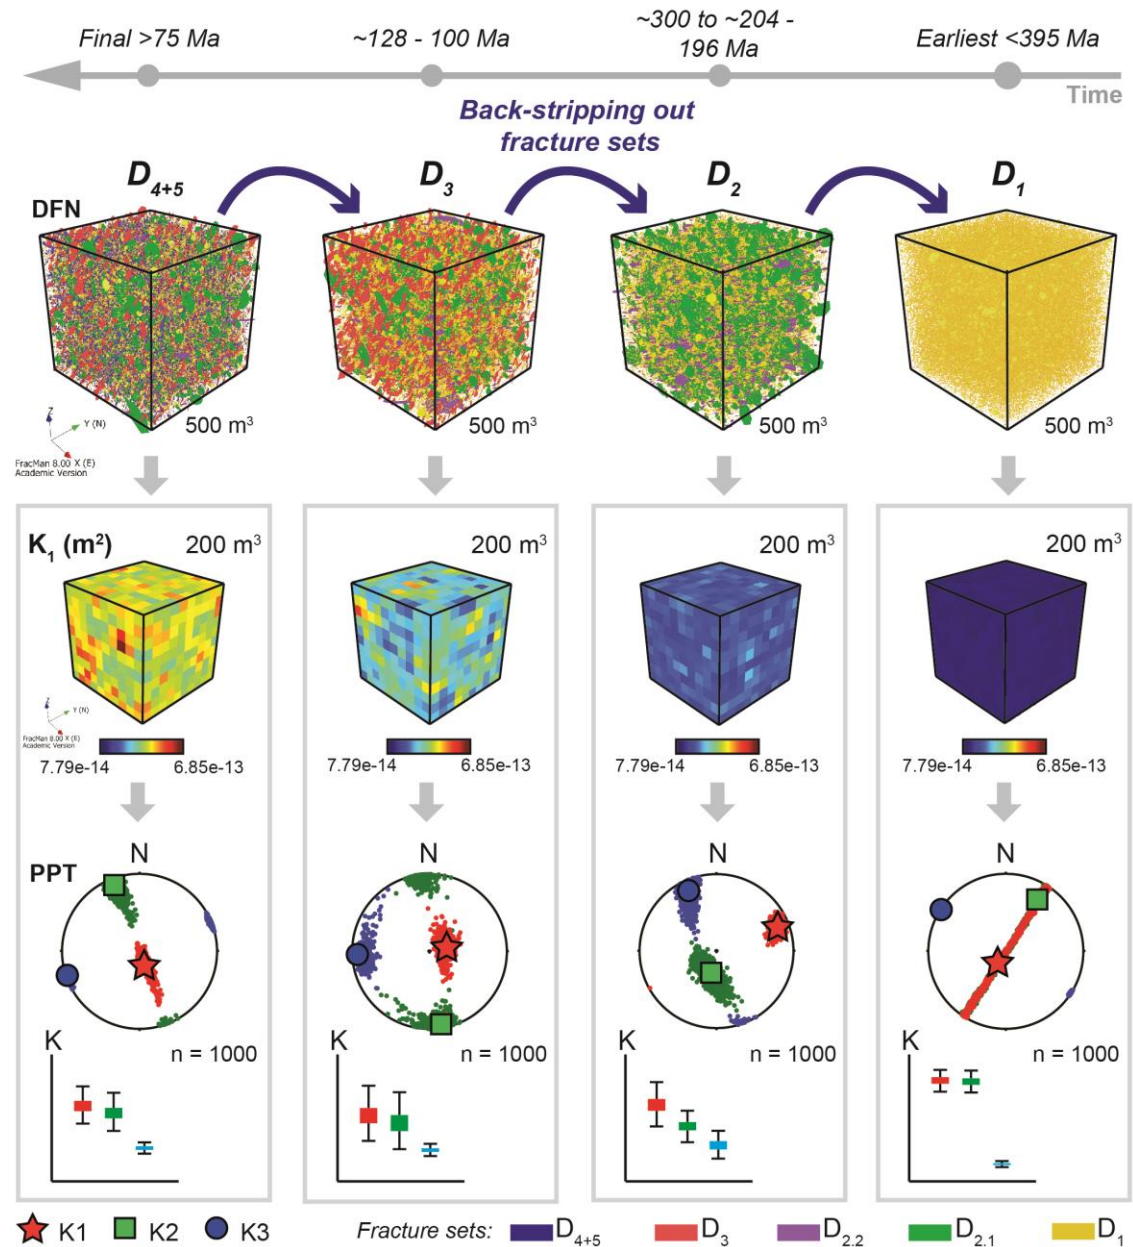 Final >75 Ma
~128 - 100 Ma
~300 to ~204 -
196 Ma
Earliest <395 Ma
Time
Back-stripping out
fracture sets
D4+5
D3
D2
D1
DFN
500 m³
500 m³
500 m³
500 m³
Z
Y (N)
FracMan 8.00 X (E)
Academic Version
K1 (m²)
200 m³
200 m³
200 m³
200 m³
Z
Y (N)
FracMan 8.00 X (E)
Academic Version
7.79e-14
6.85e-13
7.79e-14
6.85e-13
7.79e-14
6.85e-13
7.79e-14
6.85e-13
PPT
N
N
N
N
K
n = 1000
K
n = 1000
K
n = 1000
K
n = 1000
K1
K2
K3
Fracture sets:
D4+5
D3
D2.2
D2.1
D1